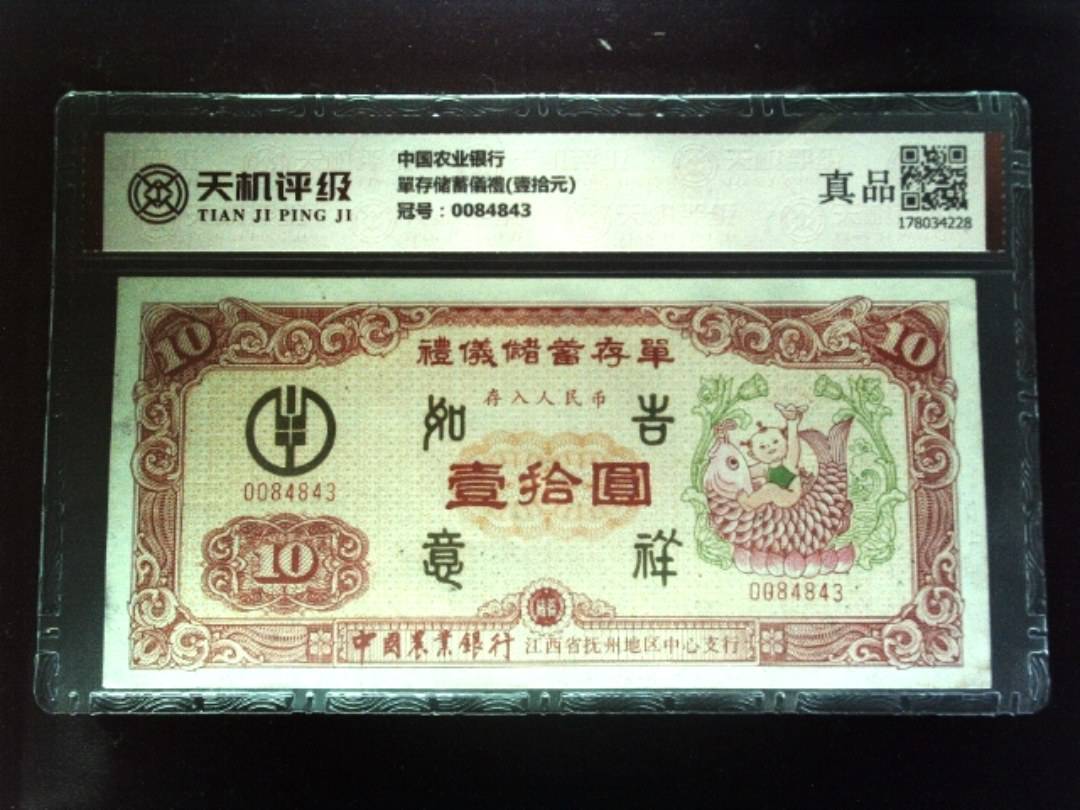 天机评级
TIAN JI PING JI
中国农业银行
單存储蓄儀禮(壹拾元)
冠号：0084843
真品
178034228
10
10
禮儀儲蓄存單
存入人民币
如
吉
0084843
壹拾圓
10
意
祥
0084843
中國農業銀行 江西省抚州地区中心支行